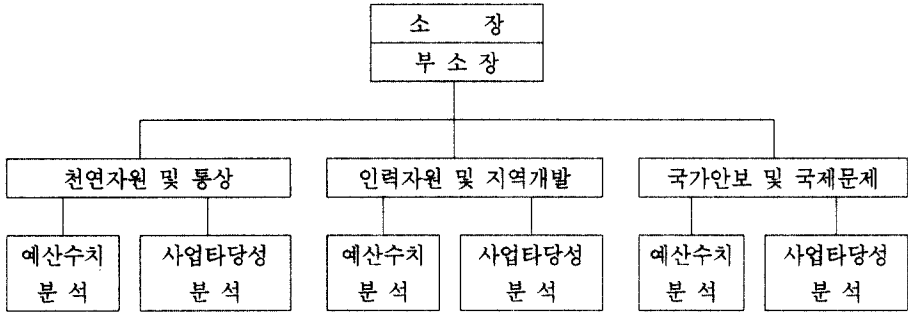 소 장
부 소 장
천연자원 및 통상
인력자원 및 지역개발
국가안보 및 국제문제
예산수치
분 석
사업타당성
분 석
예산수치
분 석
사업타당성
분 석
예산수치
분 석
사업타당성
분 석